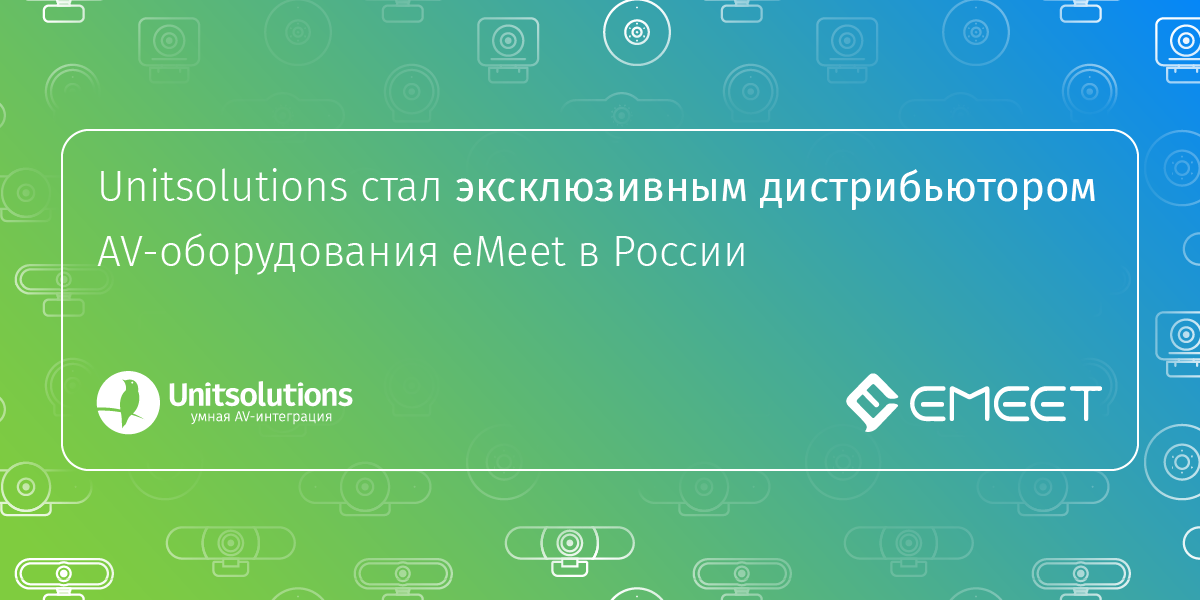 Unitsolutions стал эксклюзивным дистрибьютором
AV-оборудования eMeet в России
Unitsolutions
умная AV-интеграция
EMEET